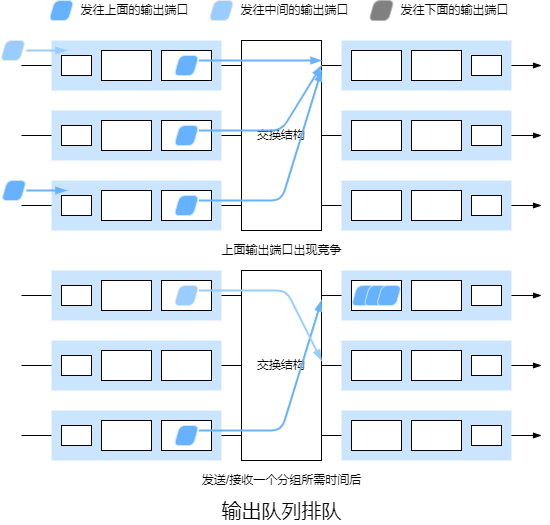 发往上面的输出端口 发往中间的输出端口 发往下面的输出端口
交换结构
上面输出端口出现竞争
交换结构
发送/接收一个分组所需时间后
输出队列排队